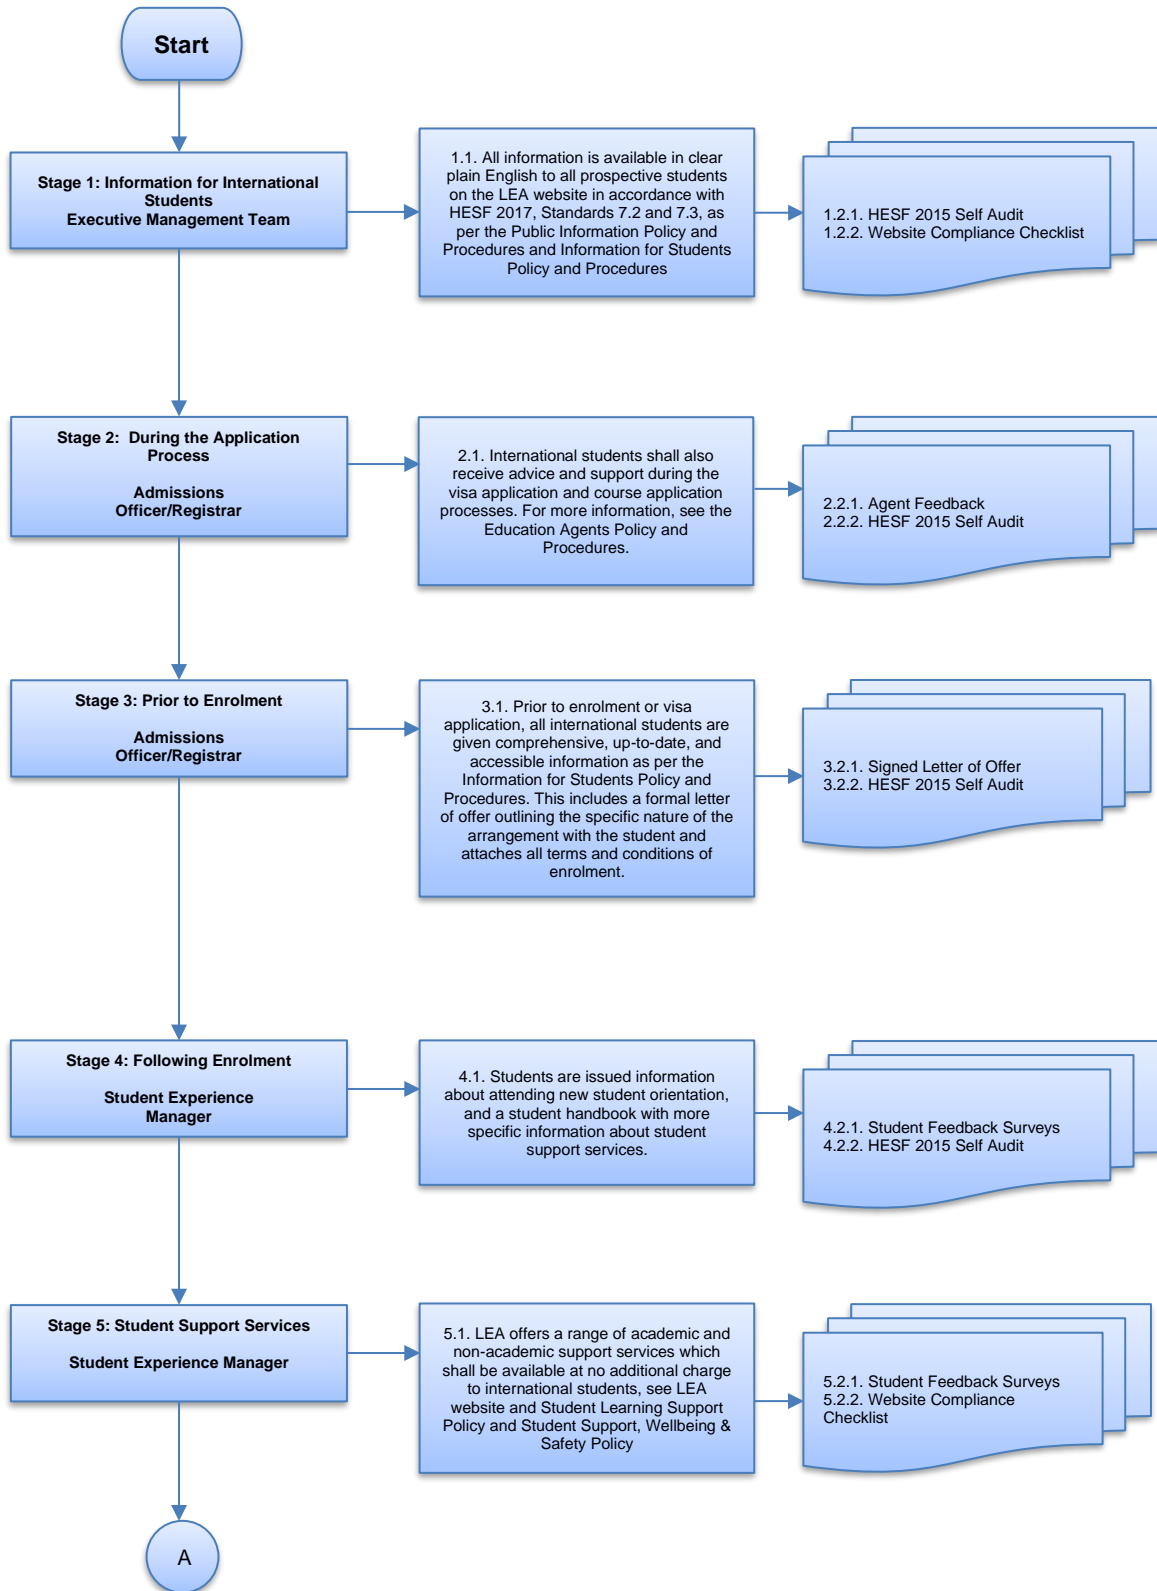 Start
Stage 1: Information for International
Students
Executive Management Team
1.1. All information is available in clear
plain English to all prospective students
on the LEA website in accordance with
HESF 2017, Standards 7.2 and 7.3, as
per the Public Information Policy and
Procedures and Information for Students
Policy and Procedures
1.2.1. HESF 2015 Self Audit
1.2.2. Website Compliance Checklist
Stage 2:  During the Application
Process
Admissions
Officer/Registrar
2.1. International students shall also
receive advice and support during the
visa application and course application
processes. For more information, see the
Education Agents Policy and
Procedures.
2.2.1. Agent Feedback
2.2.2. HESF 2015 Self Audit
Stage 3: Prior to Enrolment
Admissions
Officer/Registrar
3.1. Prior to enrolment or visa
application, all international students are
given comprehensive, up-to-date, and
accessible information as per the
Information for Students Policy and
Procedures. This includes a formal letter
of offer outlining the specific nature of the
arrangement with the student and
attaches all terms and conditions of
enrolment.
3.2.1. Signed Letter of Offer
3.2.2. HESF 2015 Self Audit
Stage 4: Following Enrolment
Student Experience
Manager
4.1. Students are issued information
about attending new student orientation,
and a student handbook with more
specific information about student
support services.
4.2.1. Student Feedback Surveys
4.2.2. HESF 2015 Self Audit
Stage 5: Student Support Services
Student Experience Manager
5.1. LEA offers a range of academic and
non-academic support services which
shall be available at no additional charge
to international students, see LEA
website and Student Learning Support
Policy and Student Support, Wellbeing &
Safety Policy
5.2.1. Student Feedback Surveys
5.2.2. Website Compliance
Checklist
A